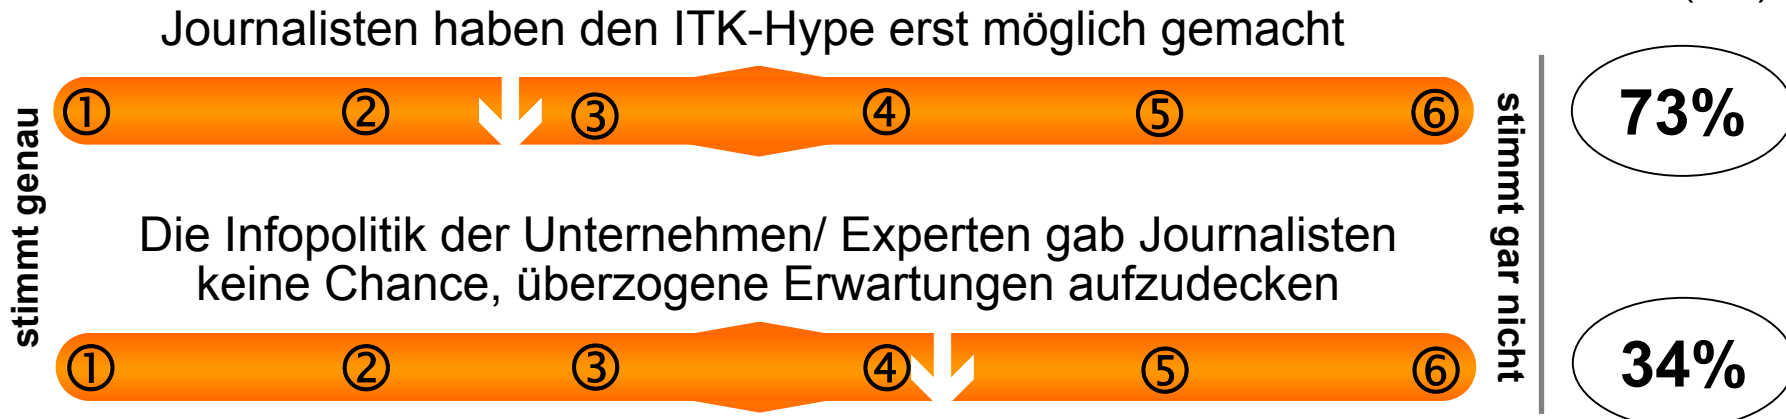 Journalisten haben den ITK-Hype erst möglich gemacht
① ② ③ ④ ⑤ ⑥
73%
stimmt genau
stimmt gar nicht
Die Infopolitik der Unternehmen/ Experten gab Journalisten
keine Chance, überzogene Erwartungen aufzudecken
① ② ③ ④ ⑤ ⑥
34%